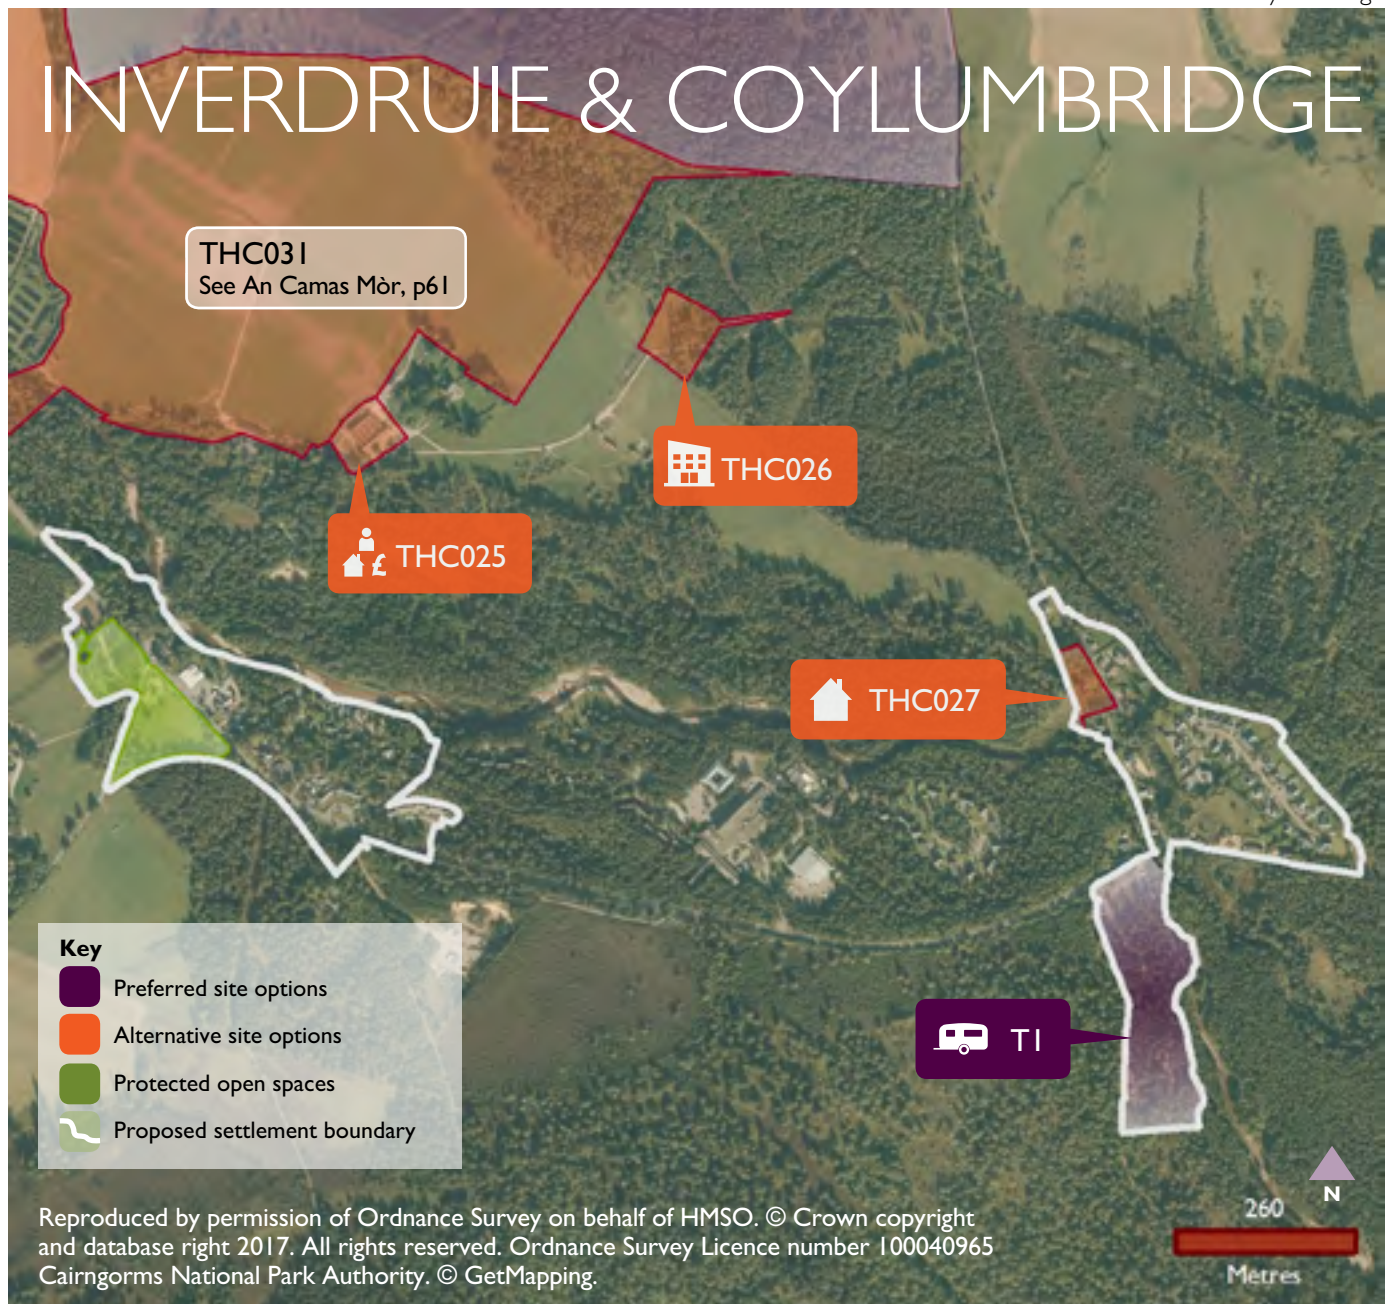 INVERDRUIE & COYLUMBRIDGE
THC031
See An Camas Mòr, p61
THC026
£ THC025
THC027
T1
Key
Preferred site options
Alternative site options
Protected open spaces
Proposed settlement boundary
N
260
Metres
Reproduced by permission of Ordnance Survey on behalf of HMSO. © Crown copyright
and database right 2017. All rights reserved. Ordnance Survey Licence number 100040965
Cairngorms National Park Authority. © GetMapping.